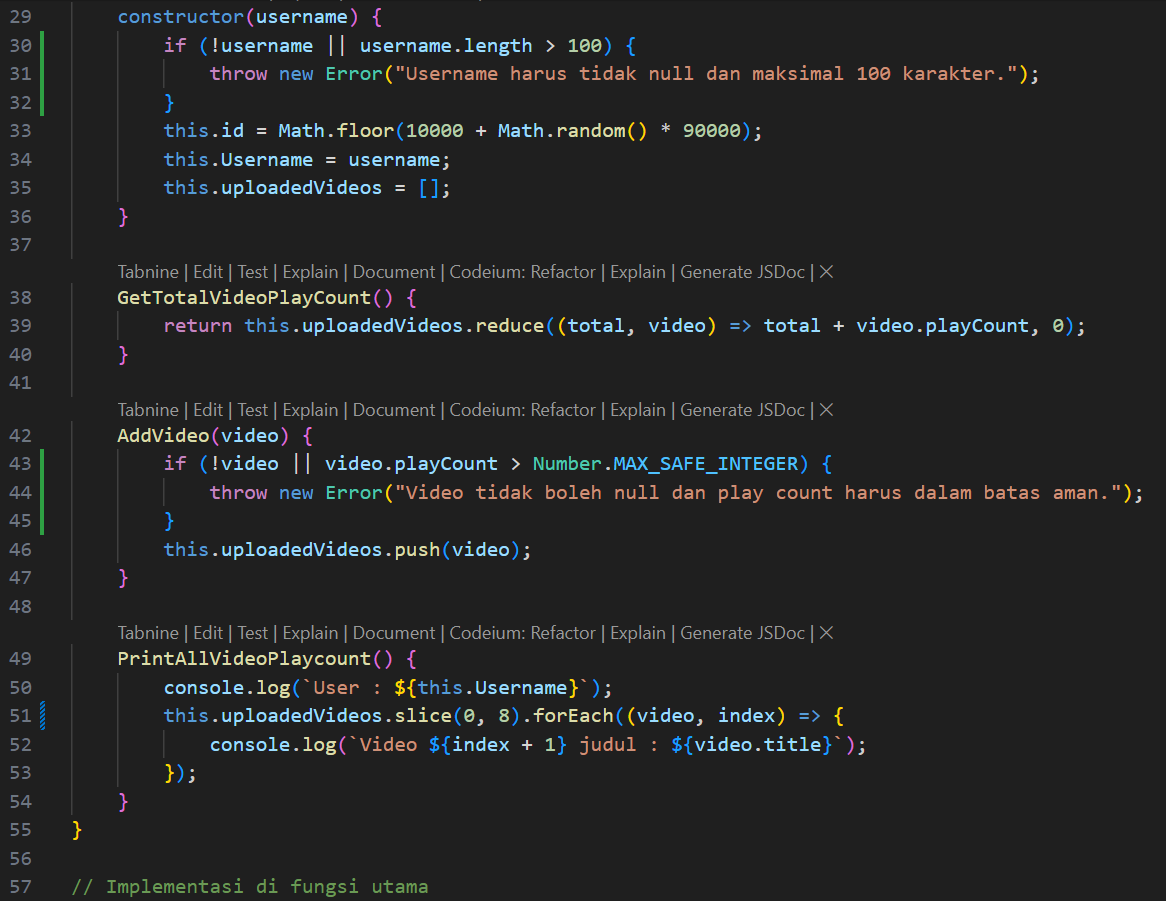 29 constructor(username) {
30 if (!username || username.length > 100) {
31 throw new Error("Username harus tidak null dan maksimal 100 karakter.");
32 }
33 this.id = Math.floor(10000 + Math.random() * 90000);
34 this.Username = username;
35 this.uploadedVideos = [];
36 }
37
Tabnine | Edit | Test | Explain | Document | Codeium: Refactor | Explain | Generate JSDoc | ×
38 GetTotalVideoPlayCount() {
39 return this.uploadedVideos.reduce((total, video) => total + video.playCount, 0);
40 }
41
Tabnine | Edit | Test | Explain | Document | Codeium: Refactor | Explain | Generate JSDoc | ×
42 AddVideo(video) {
43 if (!video || video.playCount > Number.MAX_SAFE_INTEGER) {
44 throw new Error("Video tidak boleh null dan play count harus dalam batas aman.");
45 }
46 this.uploadedVideos.push(video);
47 }
48
Tabnine | Edit | Test | Explain | Document | Codeium: Refactor | Explain | Generate JSDoc | ×
49 PrintAllVideoPlaycount() {
50 console.log(`User : ${this.Username}`);
51 this.uploadedVideos.slice(0, 8).forEach((video, index) => {
52 console.log(`Video ${index + 1} judul : ${video.title}`);
53 });
54 }
55 }
56
57 // Implementasi di fungsi utama